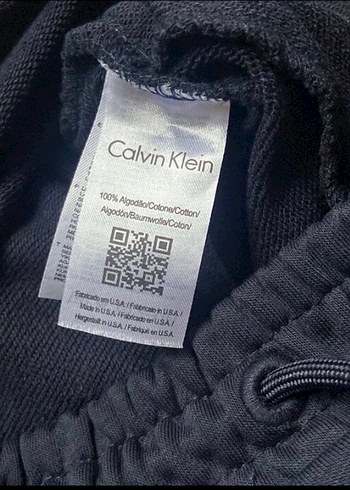 Calvin Klein
100% Algodão/Cotone/Cotton/
Algodón/Baumwolle/Coton/
Fabricado em U.S.A. / Fabbricato in U.S.A. /
Made in U.S.A. / Fabricado en U.S.A. /
Hergestellt in U.S.A. / Fabriqué en U.S.A.